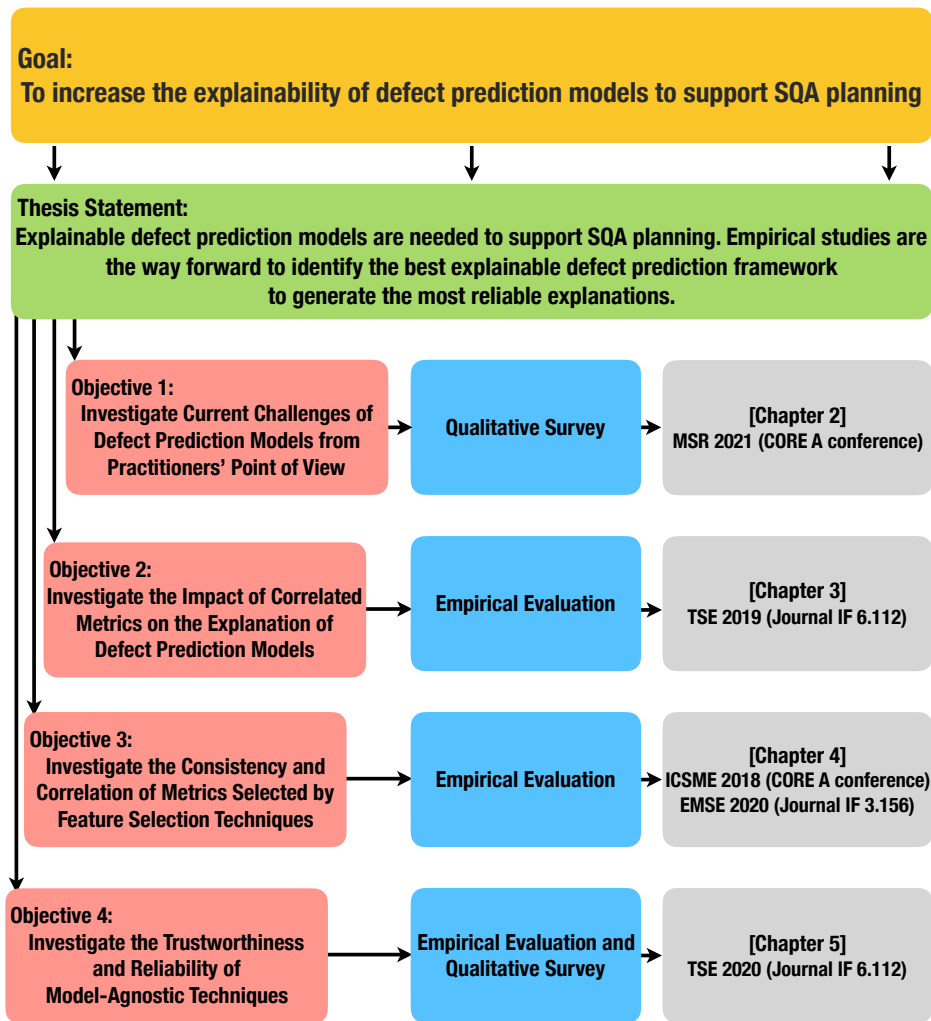 Goal:
To increase the explainability of defect prediction models to support SQA planning
Thesis Statement:
Explainable defect prediction models are needed to support SQA planning. Empirical studies are
the way forward to identify the best explainable defect prediction framework
to generate the most reliable explanations.
Objective 1:
Investigate Current Challenges of
Defect Prediction Models from
Practitioners' Point of View
Qualitative Survey
[Chapter 2]
MSR 2021 (CORE A conference)
Objective 2:
Investigate the Impact of Correlated
Metrics on the Explanation of
Defect Prediction Models
Empirical Evaluation
[Chapter 3]
TSE 2019 (Journal IF 6.112)
Objective 3:
Investigate the Consistency and
Correlation of Metrics Selected by
Feature Selection Techniques
Empirical Evaluation
[Chapter 4]
ICSME 2018 (CORE A conference)
EMSE 2020 (Journal IF 3.156)
Objective 4:
Investigate the Trustworthiness
and Reliability of
Model-Agnostic Techniques
Empirical Evaluation and
Qualitative Survey
[Chapter 5]
TSE 2020 (Journal IF 6.112)